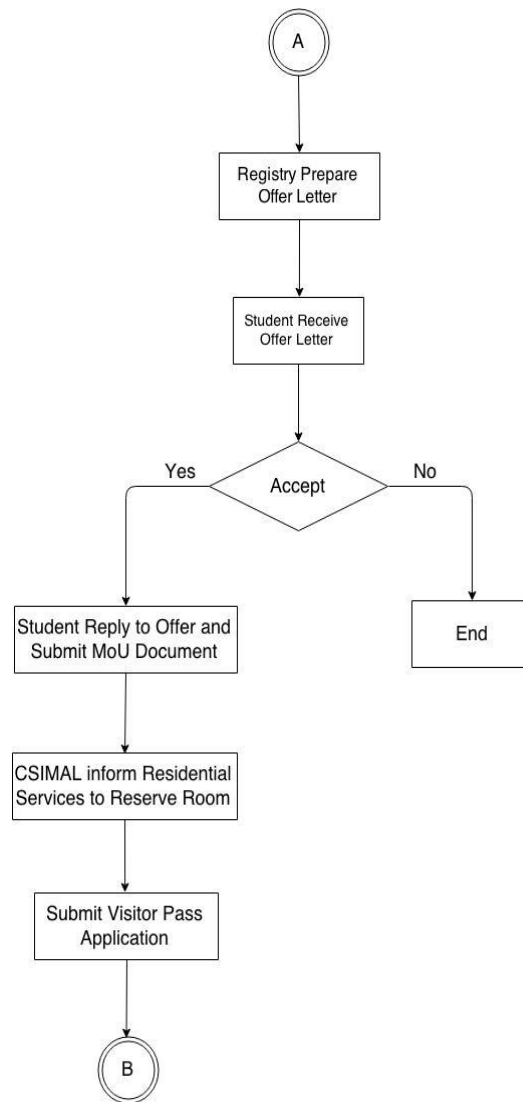 A
Registry Prepare
Offer Letter
Student Receive
Offer Letter
Yes
Accept
No
Student Reply to Offer and
Submit MoU Document
End
CSIMAL inform Residential
Services to Reserve Room
Submit Visitor Pass
Application
B